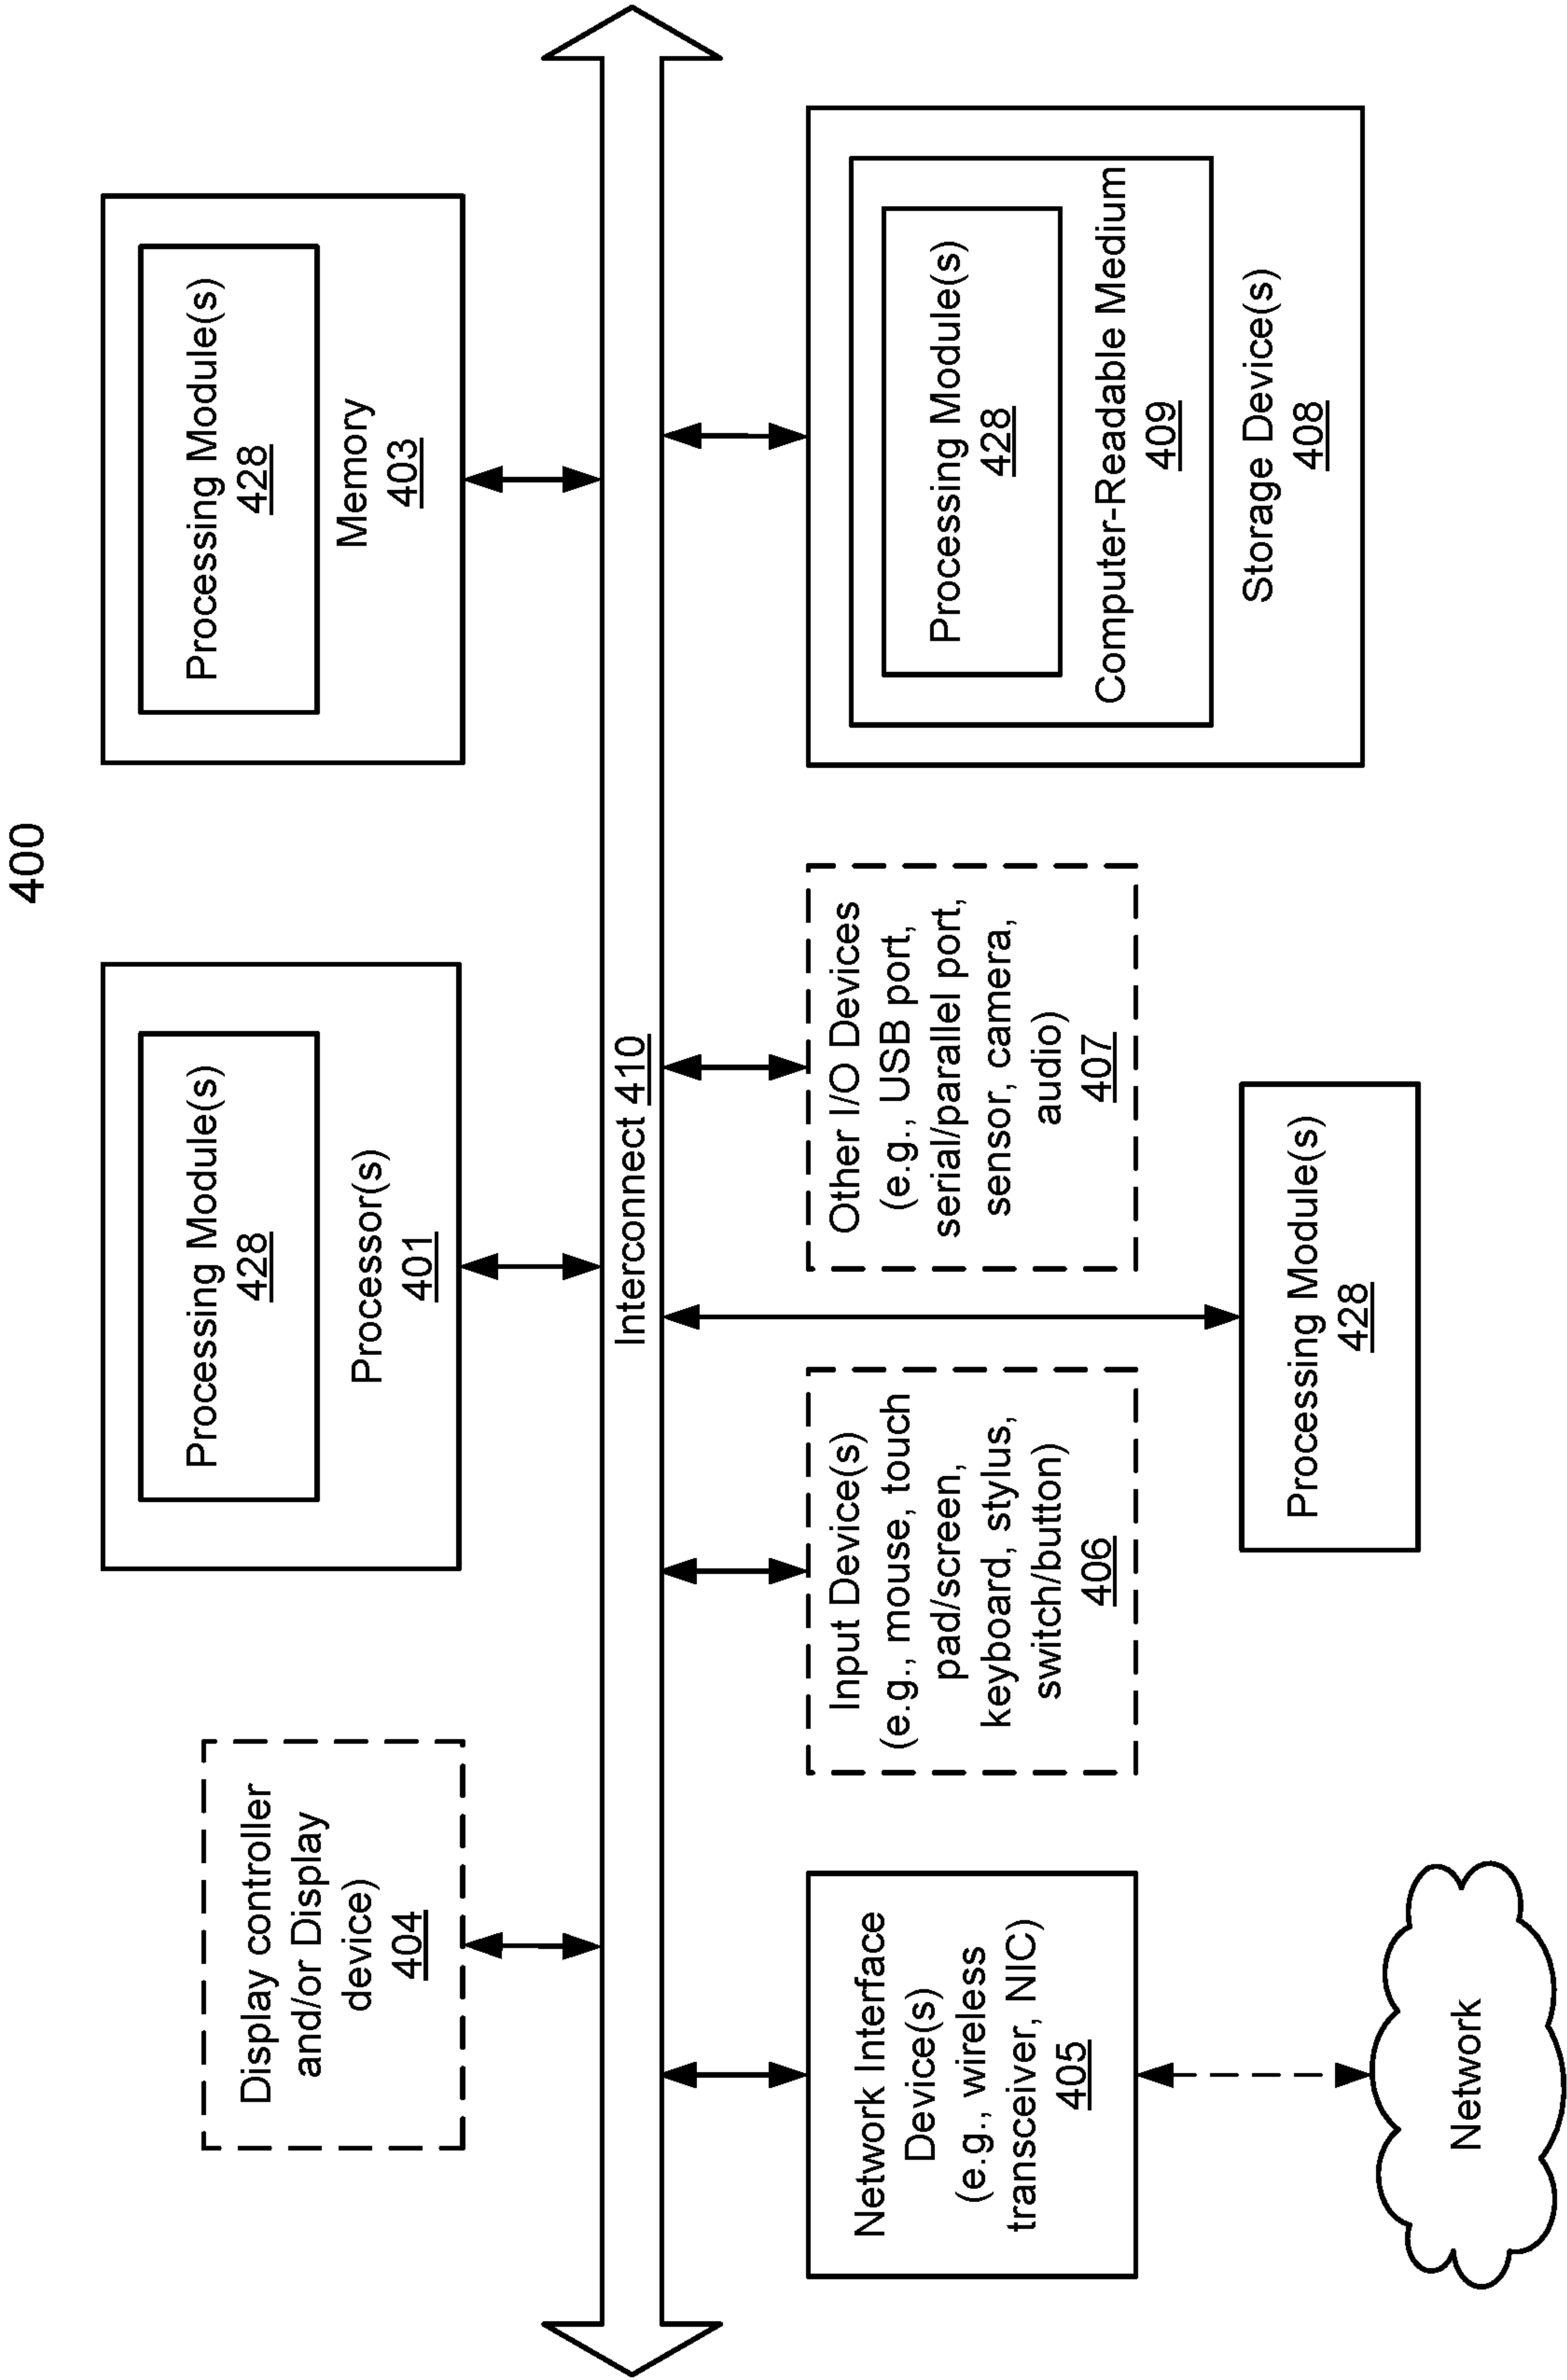 400
Display controller
and/or Display
device)
404
Processing Module(s)
428
Processor(s)
401
Processing Module(s)
428
Memory
403
Interconnect 410
Network Interface
Device(s)
(e.g., wireless
transceiver, NIC)
405
Input Device(s)
(e.g., mouse, touch
pad/screen,
keyboard, stylus,
switch/button)
406
Other I/O Devices
(e.g., USB port,
serial/parallel port,
sensor, camera,
audio)
407
Processing Module(s)
428
Computer-Readable Medium
409
Storage Device(s)
408
Processing Module(s)
428
Network